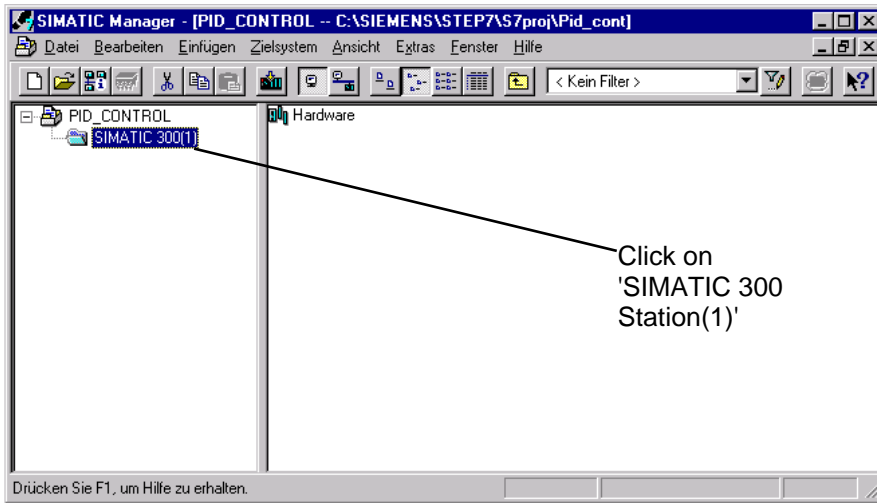 SIMATIC Manager - [PID_CONTROL -- C:\SIEMENS\STEP7\S7proj\Pid_cont]
Datei Bearbeiten Einfügen Zielsystem Ansicht Extras Fenster Hilfe
< Kein Filter >
PID_CONTROL
SIMATIC 300(1)
Hardware
Click on
'SIMATIC 300
Station(1)'
Drücken Sie F1, um Hilfe zu erhalten.